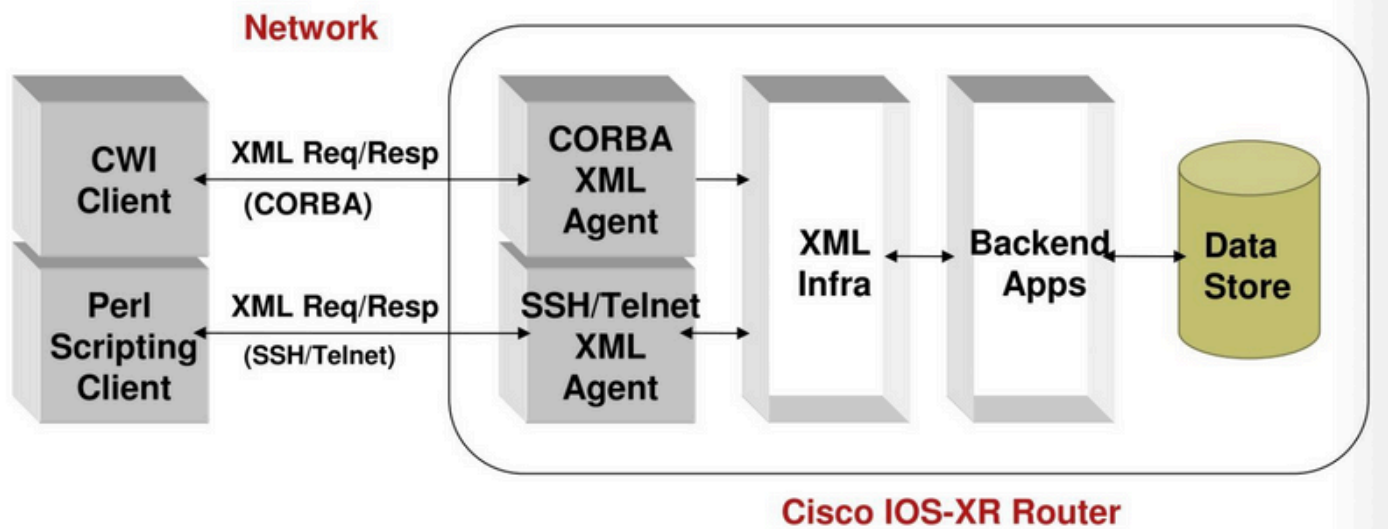 Network
CWI
Client
XML Req/Resp
(CORBA)
CORBA
XML
Agent
Perl
Scripting
Client
XML Req/Resp
(SSH/Telnet)
SSH/Telnet
XML
Agent
XML
Infra
Backend
Apps
Data
Store
Cisco IOS-XR Router